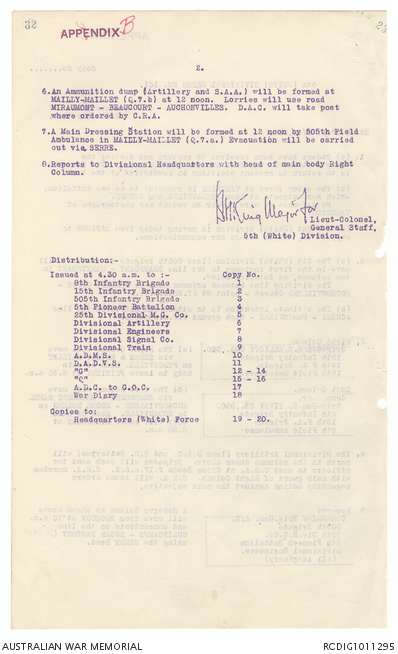 APPENDIX B
2.
6. An Ammunition dump (Artillery and S.A.A.) will be formed at
MAILLY-MAILLET (Q.7.b) at 12 noon. Lorries will use road
MIRAUMONT - BEAUCOURT - AUCHONVILLES. D.A.C. will take post
where ordered by C.R.A.
7. A Main Dressing Station will be formed at 12 noon by 505th Field
Ambulance in MAILLY-MAILLET (Q.7.a.) Evacuation will be carried
out via SERRE.
8. Reports to Divisional Headquarters with head of main body Right
Column.
Major for
Lieut-Colonel,
General Staff,
5th (White) Division.
Distribution:-
Issued at 4.30 a.m. to :- Copy No.
8th Infantry Brigade 1
15th Infantry Brigade 2
505th Infantry Brigade 3
5th Pioneer Battalion 4
25th Divisional M.G. Co. 5
Divisional Artillery 6
Divisional Engineers 7
Divisional Signal Co. 8
Divisional Train 9
A.D.M.S. 10
D.A.D.V.S. 11
"G" 12 - 14
"Q" 15 - 16
A.D.C. to G.O.C. 17
War Diary 18
Copies to:
Headquarters (White) Force 19 - 20.
AUSTRALIAN WAR MEMORIAL
RCDIG1011295